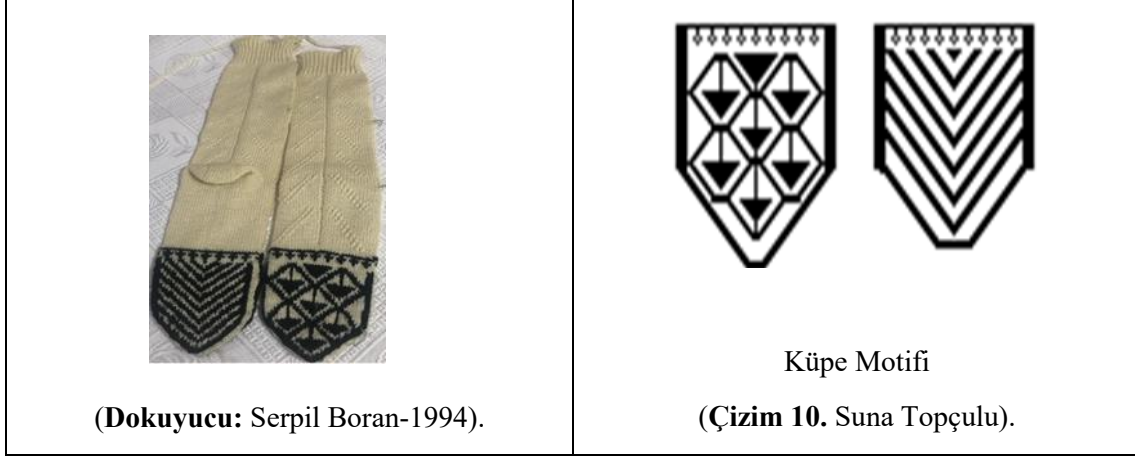 (Dokuyucu: Serpil Boran-1994).
Küpe Motifi
(Çizim 10. Suna Topçulu).